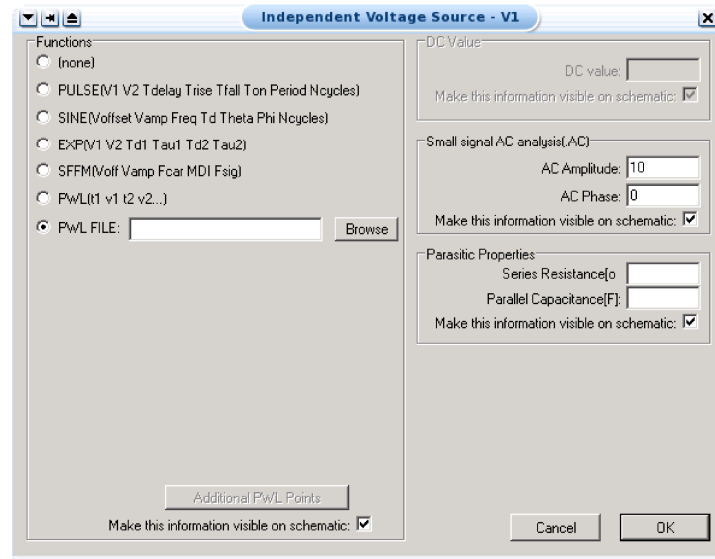 Independent Voltage Source - V1
Functions
(none)
PULSE(V1 V2 Tdelay Trise Tfall Ton Period Ncycles)
SINE(Voffset Vamp Freq Td Theta Phi Ncycles)
EXP(V1 V2 Td1 Tau1 Td2 Tau2)
SFFM(Voff Vamp Fcar MDI Fsig)
PWL(t1 v1 t2 v2...)
PWL FILE:
Browse
Additional PWL Points
Make this information visible on schematic:
DC Value
DC value:
Make this information visible on schematic:
Small signal AC analysis(.AC)
AC Amplitude: 10
AC Phase: 0
Make this information visible on schematic:
Parasitic Properties
Series Resistance[o
Parallel Capacitance[F]:
Make this information visible on schematic:
Cancel
OK